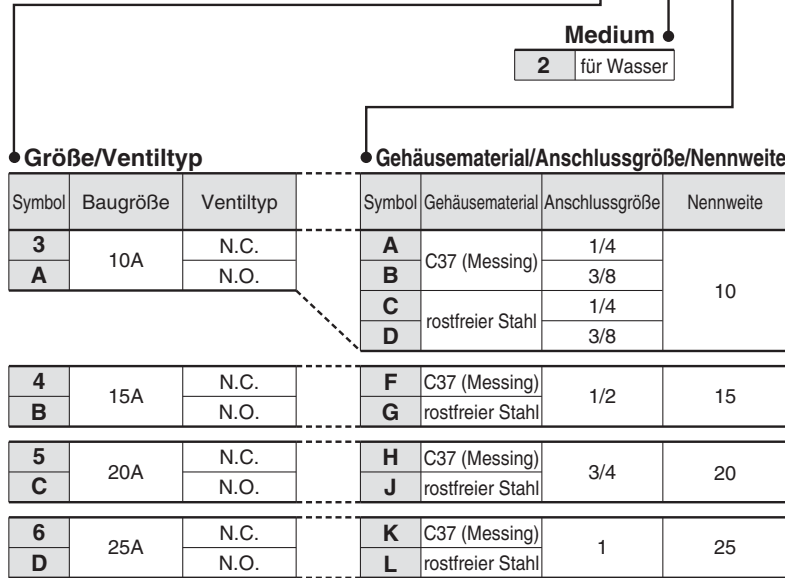 Medium
2 für Wasser
Größe/Ventiltyp
Symbol Baugröße Ventiltyp
3 10A N.C.
A N.O.
4 15A N.C.
B N.O.
5 20A N.C.
C N.O.
6 25A N.C.
D N.O.
Gehäusematerial/Anschlussgröße/Nennweite
Symbol Gehäusematerial Anschlussgröße Nennweite
A C37 (Messing) 1/4 10
B 3/8
C rostfreier Stahl 1/4
D 3/8
F C37 (Messing) 1/2 15
G rostfreier Stahl
H C37 (Messing) 3/4 20
J rostfreier Stahl
K C37 (Messing) 1 25
L rostfreier Stahl